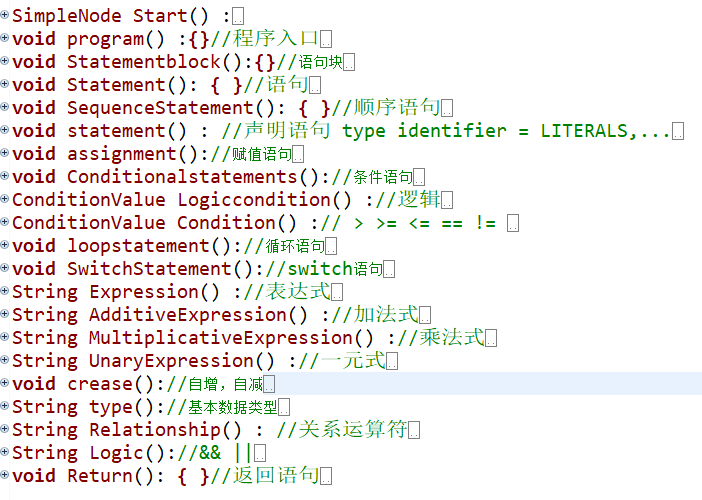 SimpleNode Start() :
void program() :{}//程序入口
void Statementblock():{}//语句块
void Statement(): { }//语句
void SequenceStatement(): { }//顺序语句
void statement() : //声明语句 type identifier = LITERALS,...
void assignment()://赋值语句
void Conditionalstatements()://条件语句
ConditionValue Logiccondition() ://逻辑
ConditionValue Condition() :// > >= <= == !=
void loopstatement()://循环语句
void SwitchStatement()://switch语句
String Expression() ://表达式
String AdditiveExpression() ://加法式
String MultiplicativeExpression() ://乘法式
String UnaryExpression() ://一元式
void crease()://自增，自减
String type()://基本数据类型
String Relationship() : //关系运算符
String Logic()://&& ||
void Return(): { }//返回语句